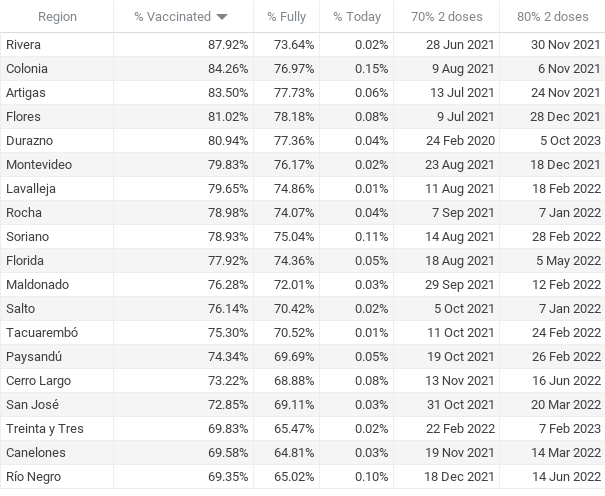 Region % Vaccinated % Fully % Today 70% 2 doses 80% 2 doses
Rivera 87.92% 73.64% 0.02% 28 Jun 2021 30 Nov 2021
Colonia 84.26% 76.97% 0.15% 9 Aug 2021 6 Nov 2021
Artigas 83.50% 77.73% 0.06% 13 Jul 2021 24 Nov 2021
Flores 81.02% 78.18% 0.08% 9 Jul 2021 28 Dec 2021
Durazno 80.94% 77.36% 0.04% 24 Feb 2020 5 Oct 2023
Montevideo 79.83% 76.17% 0.02% 23 Aug 2021 18 Dec 2021
Lavalleja 79.65% 74.86% 0.01% 11 Aug 2021 18 Feb 2022
Rocha 78.98% 74.07% 0.04% 7 Sep 2021 7 Jan 2022
Soriano 78.93% 75.04% 0.11% 14 Aug 2021 28 Feb 2022
Florida 77.92% 74.36% 0.05% 18 Aug 2021 5 May 2022
Maldonado 76.28% 72.01% 0.03% 29 Sep 2021 12 Feb 2022
Salto 76.14% 70.42% 0.02% 5 Oct 2021 7 Jan 2022
Tacuarembó 75.30% 70.52% 0.01% 11 Oct 2021 24 Feb 2022
Paysandú 74.34% 69.69% 0.05% 19 Oct 2021 26 Feb 2022
Cerro Largo 73.22% 68.88% 0.08% 13 Nov 2021 16 Jun 2022
San José 72.85% 69.11% 0.03% 31 Oct 2021 20 Mar 2022
Treinta y Tres 69.83% 65.47% 0.02% 22 Feb 2022 7 Feb 2023
Canelones 69.58% 64.81% 0.03% 19 Nov 2021 14 Mar 2022
Río Negro 69.35% 65.02% 0.10% 18 Dec 2021 14 Jun 2022